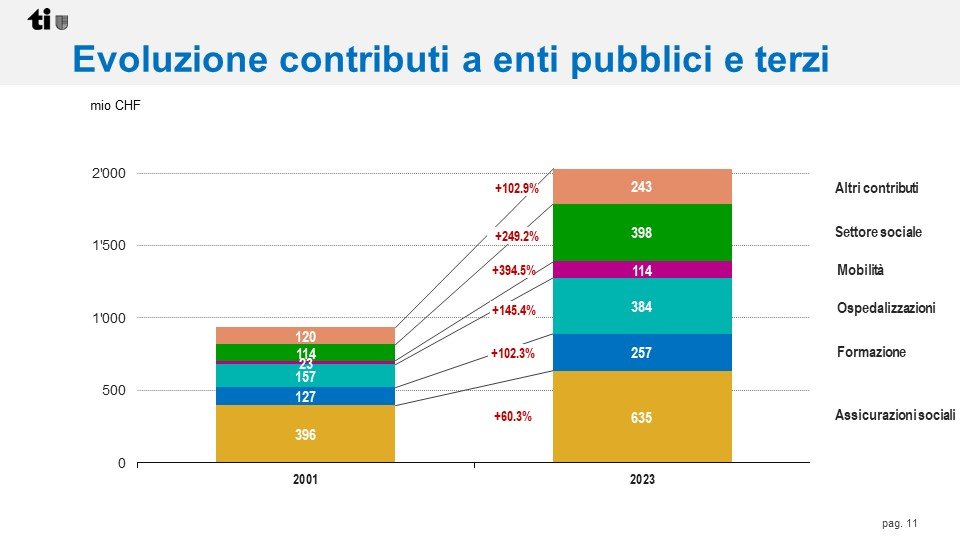 ti
Evoluzione contributi a enti pubblici e terzi
mio CHF
2'000
1'500
1'000
500
0
120
114
23
157
127
396
2001
+102.9%
+249.2%
+394.5%
+145.4%
+102.3%
+60.3%
243
398
114
384
257
635
2023
Altri contributi
Settore sociale
Mobilità
Ospedalizzazioni
Formazione
Assicurazioni sociali
pag. 11